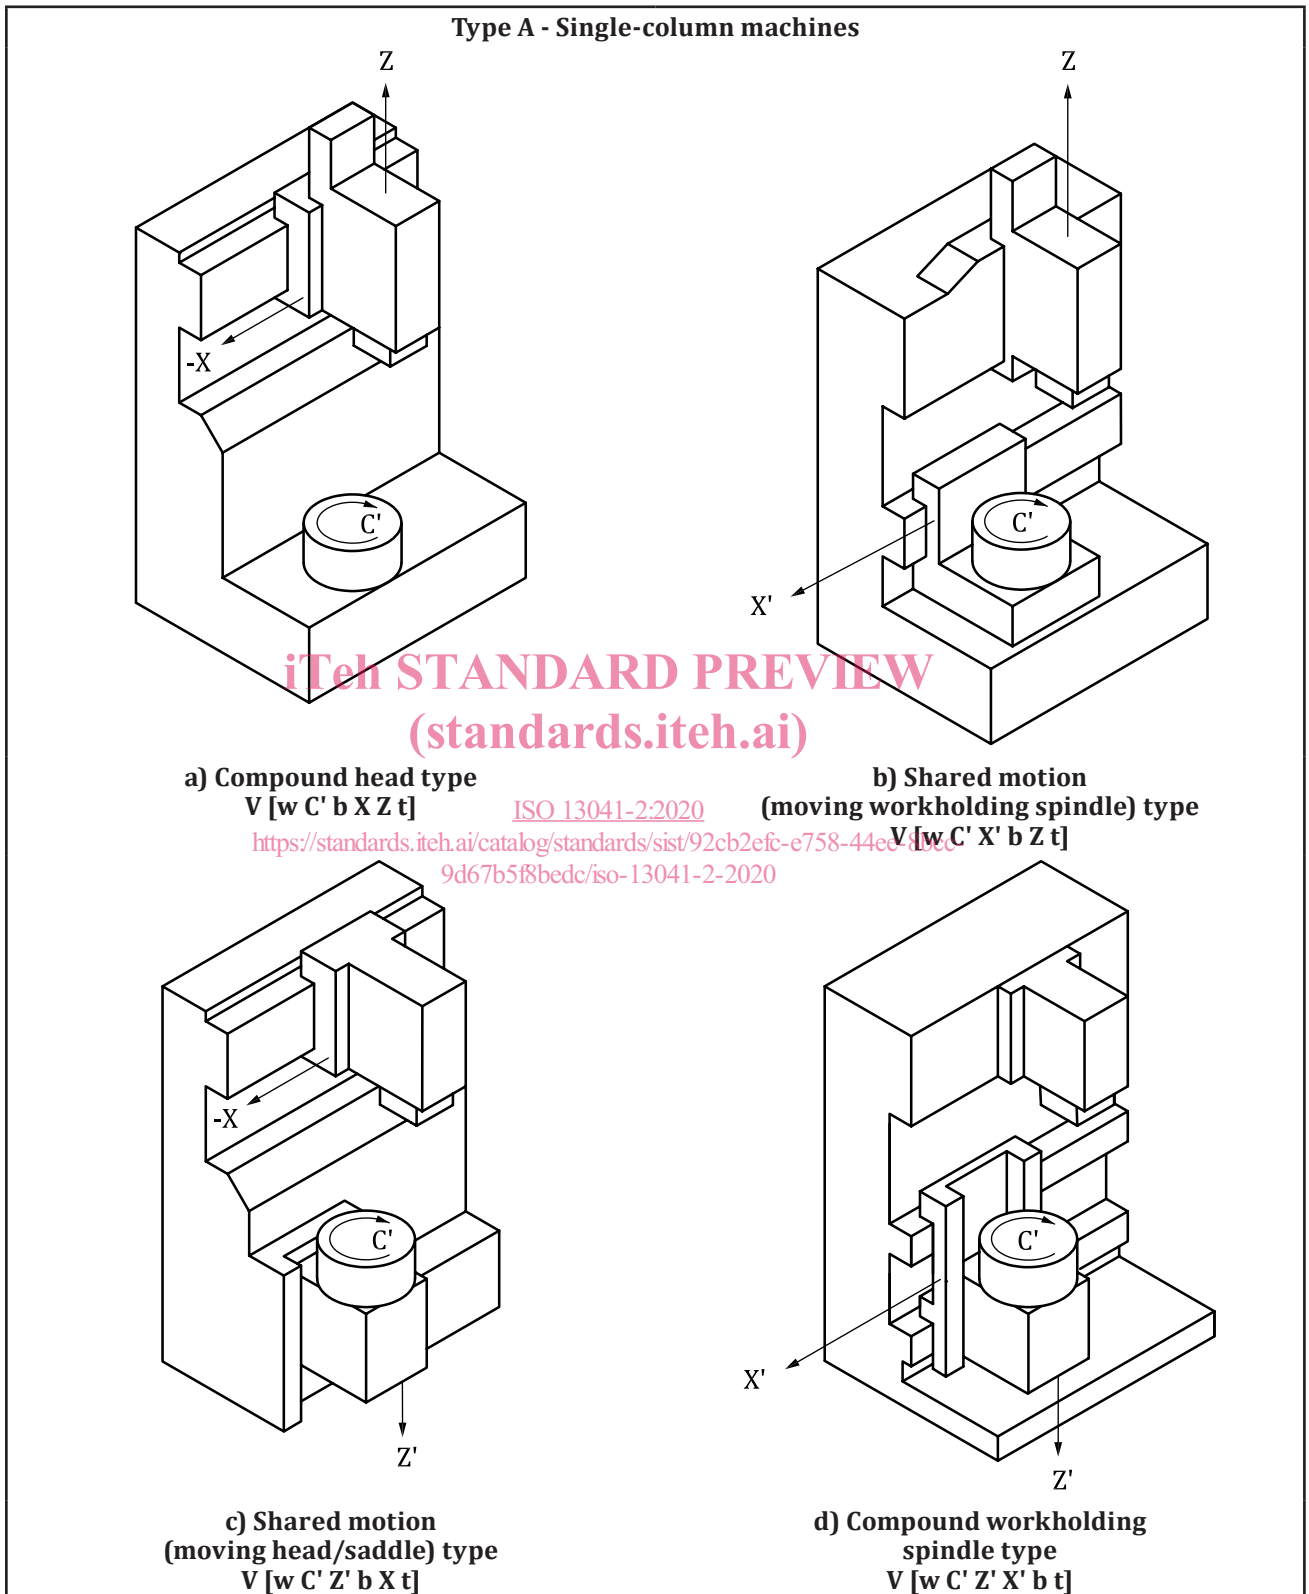 Type A - Single-column machines
Z
Z
-X
C'
C'
X'
iTeh STANDARD PREVIEW
(standards.iteh.ai)
a) Compound head type
V [w C' b X Z t]
b) Shared motion
(moving workholding spindle) type
V [w C' X' b Z t]
ISO 13041-2:2020
https://standards.iteh.ai/catalog/standards/sist/92cb2efc-e758-44ee-8bcc-
9d67b5f8bedc/iso-13041-2-2020
-X
C'
C'
X'
Z'
Z'
c) Shared motion
(moving head/saddle) type
V [w C' Z' b X t]
d) Compound workholding
spindle type
V [w C' Z' X' b t]